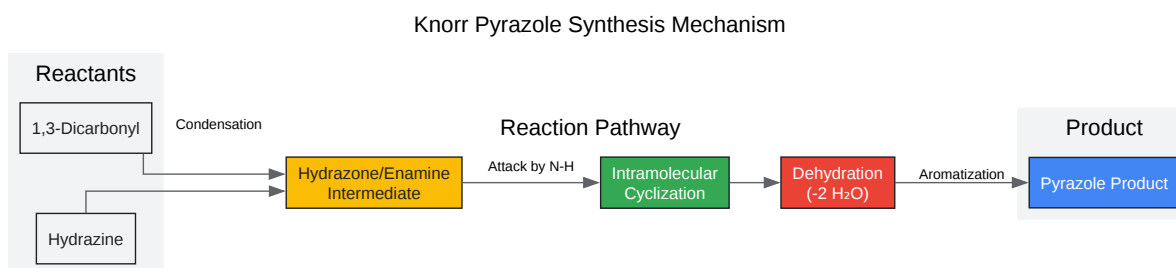 Knorr Pyrazole Synthesis Mechanism
Reactants
1,3-Dicarbonyl
Hydrazine
Condensation
Reaction Pathway
Hydrazone/Enamine
Intermediate
Attack by N-H
Intramolecular
Cyclization
Dehydration
(-2 H₂O)
Aromatization
Product
Pyrazole Product